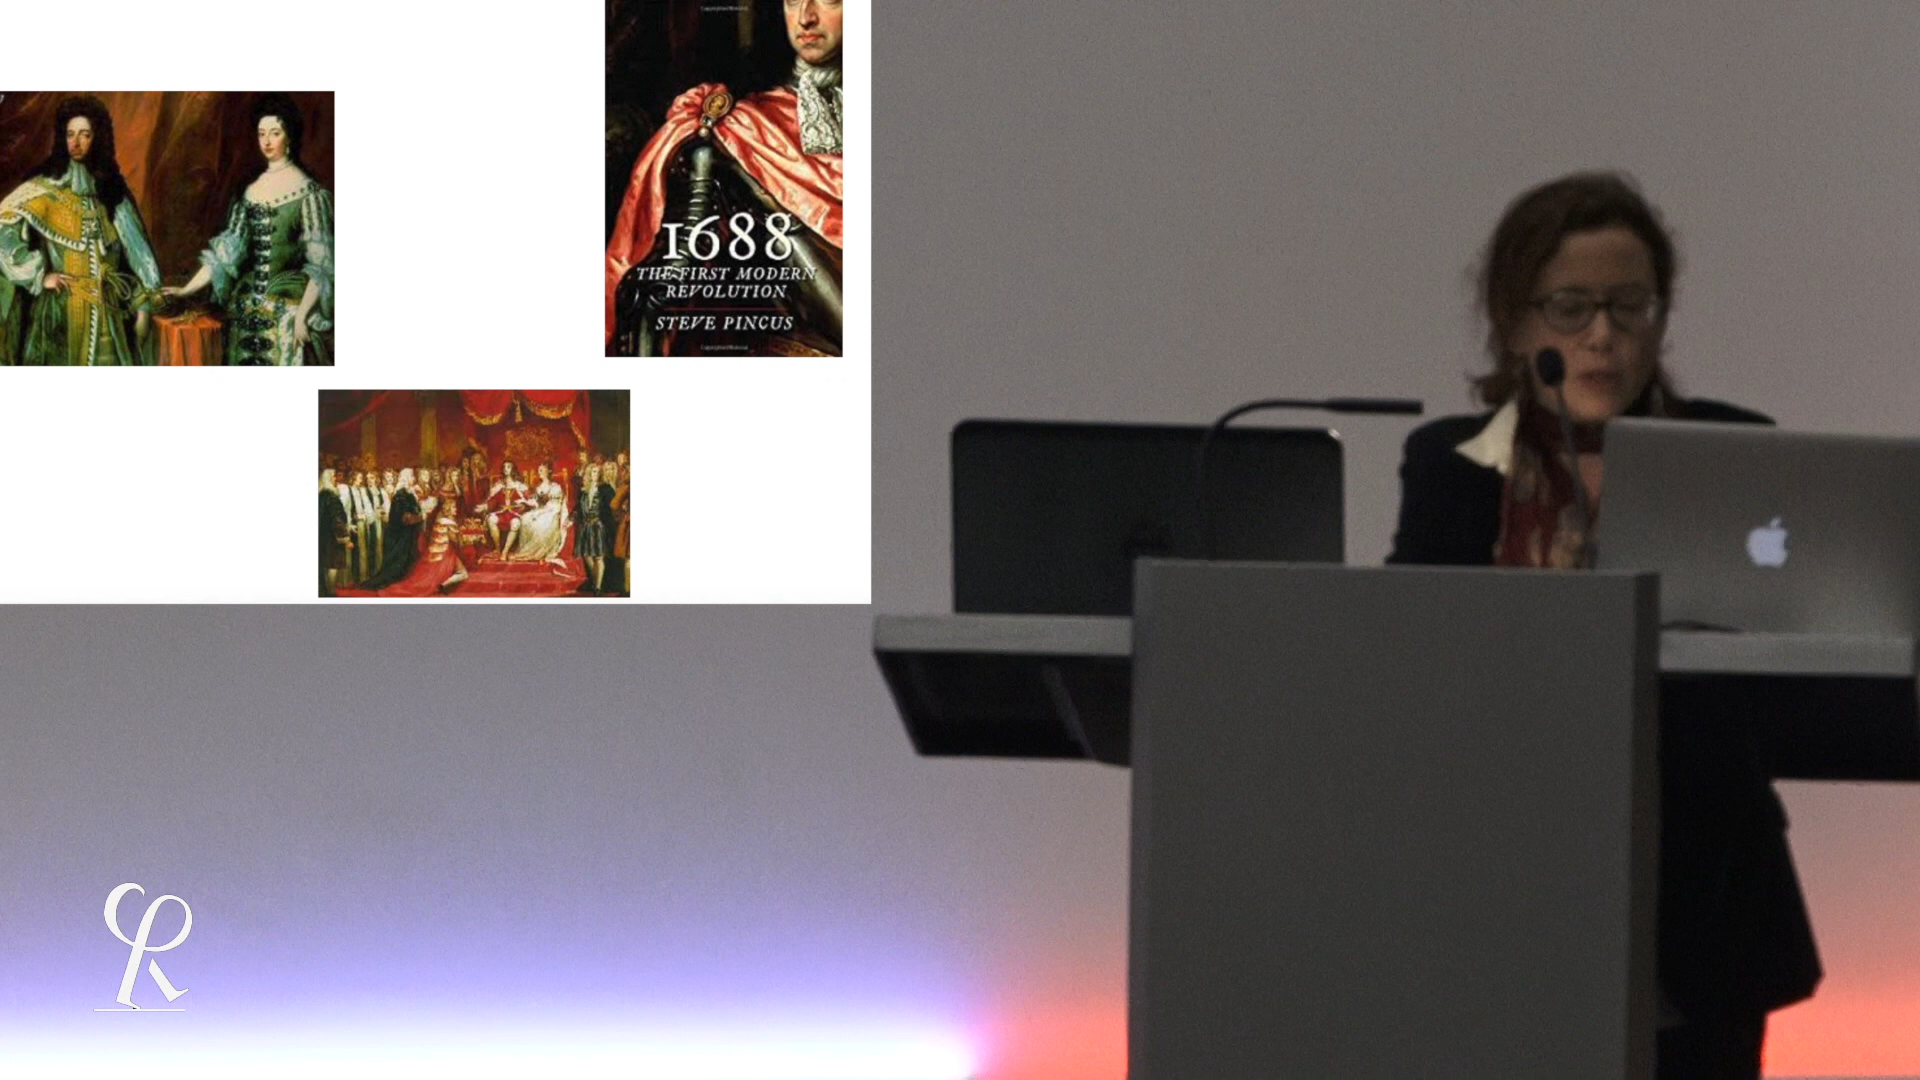 1688
THE FIRST MODERN
REVOLUTION
STEVE PINCUS